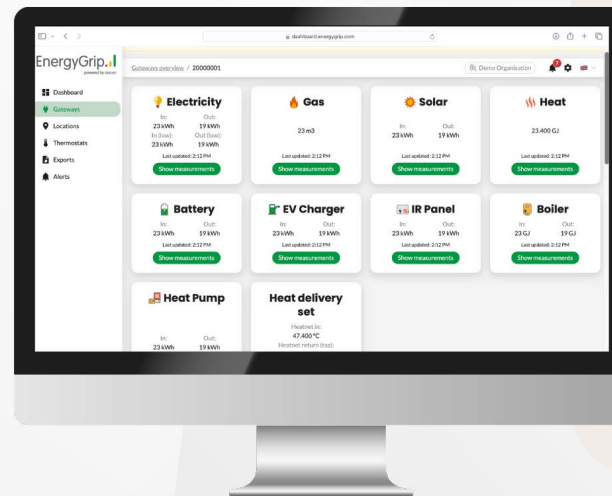 dashboard.energygrip.com
EnergyGrip
Gateways overview / 20000001
Demo Organisation
7
Dashboard
Gateways
Locations
Thermostats
Exports
Alerts
Electricity
In: Out:
23 kWh 19 kWh
In (low): Out (low):
23 kWh 19 kWh
Last updated: 2:12 PM
Show measurements
Gas
23 m3
Last updated: 2:12 PM
Show measurements
Solar
In: Out:
23 kWh 19 kWh
Last updated: 2:12 PM
Show measurements
Heat
23.400 GJ
Last updated: 2:12 PM
Show measurements
Battery
In: Out:
23 kWh 19 kWh
Last updated: 2:12 PM
Show measurements
EV Charger
In: Out:
23 kWh 19 kWh
Last updated: 2:12 PM
Show measurements
IR Panel
In: Out:
23 kWh 19 kWh
Last updated: 2:12 PM
Show measurements
Boiler
In: Out:
23 GJ 19 GJ
Last updated: 2:12 PM
Show measurements
Heat Pump
In: Out:
23 kWh 19 kWh
Heat delivery
set
Heatnet in:
47.400 °C
Heatnet return (tap):